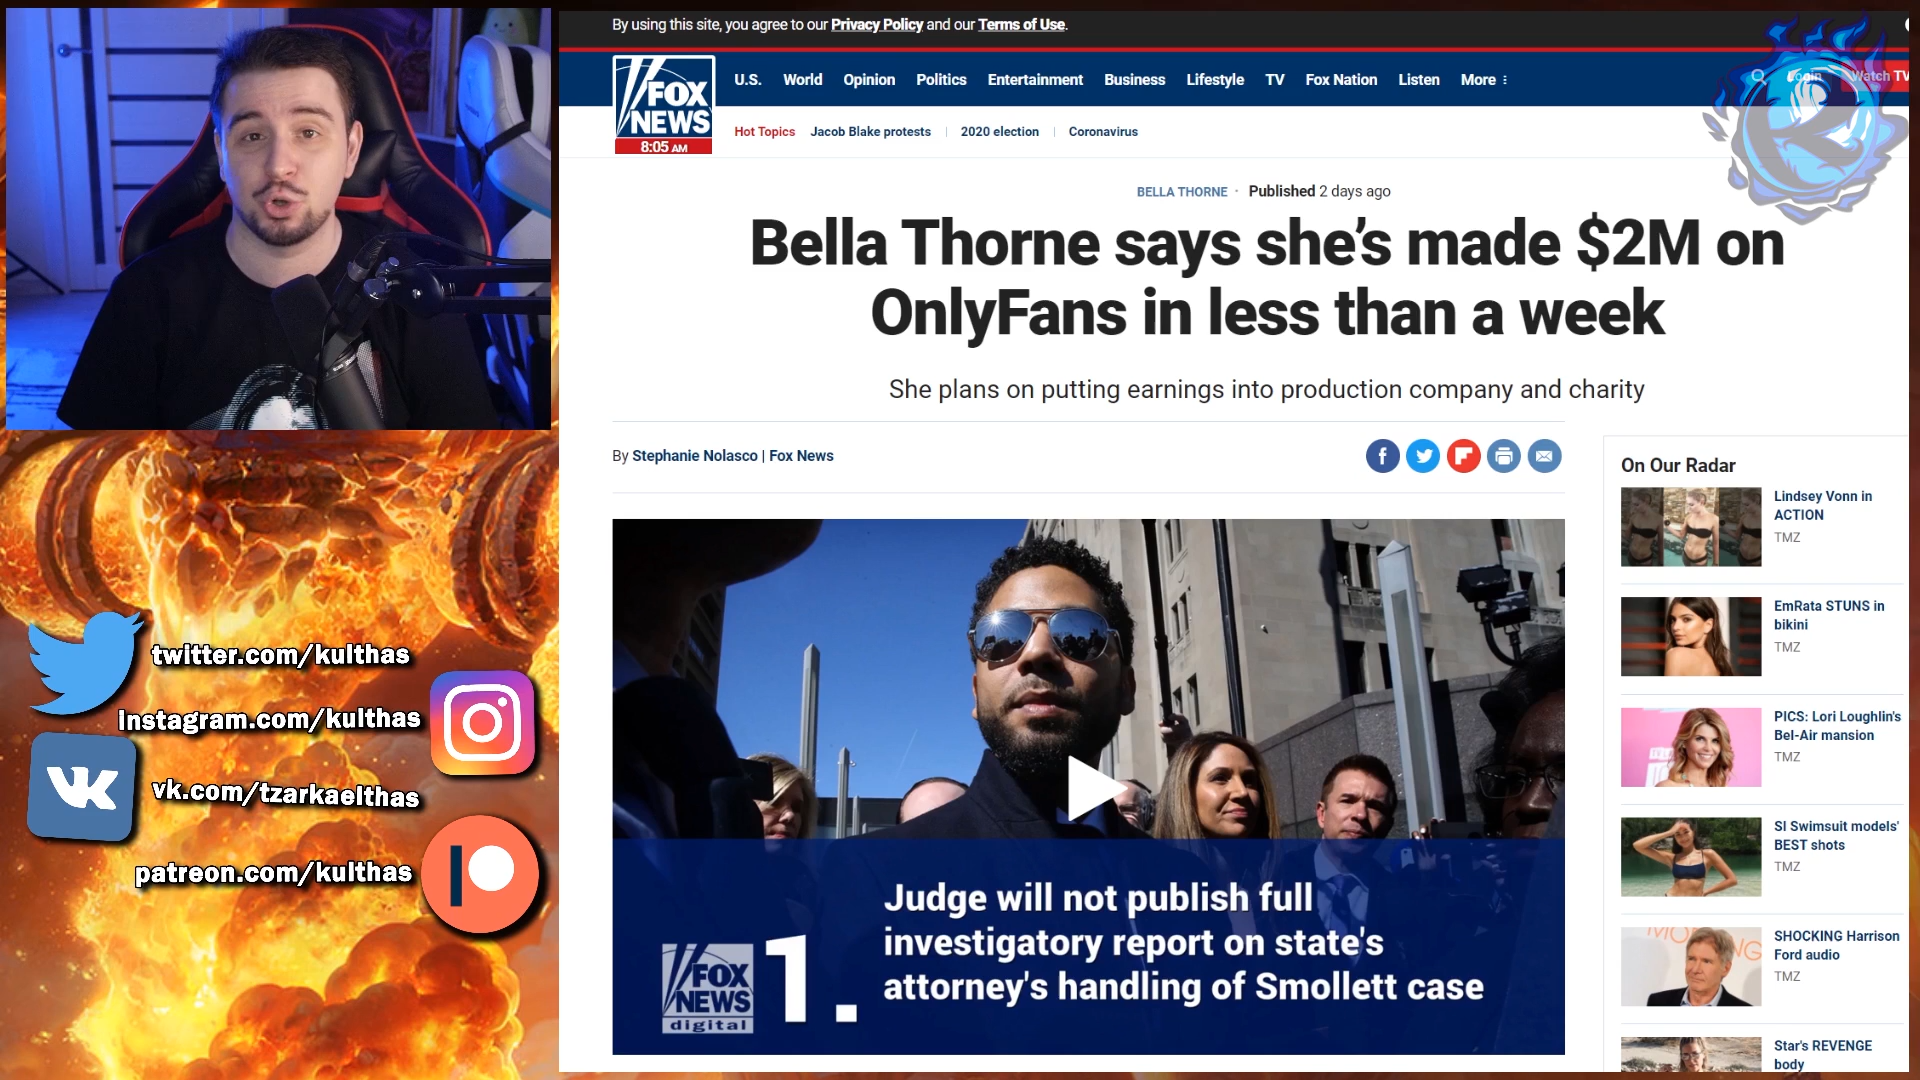 By using this site, you agree to our Privacy Policy and our Terms of Use.
FOX
NEWS
8:05 AM
U.S. World Opinion Politics Entertainment Business Lifestyle TV Fox Nation Listen More
Login Watch TV
Hot Topics Jacob Blake protests 2020 election Coronavirus
BELLA THORNE · Published 2 days ago
Bella Thorne says she's made $2M on
OnlyFans in less than a week
She plans on putting earnings into production company and charity
By Stephanie Nolasco | Fox News
Judge will not publish full
investigatory report on state's
attorney's handling of Smollett case
1.
FOX
NEWS
digital
On Our Radar
Lindsey Vonn in
ACTION
TMZ
EmRata STUNS in
bikini
TMZ
PICS: Lori Loughlin's
Bel-Air mansion
TMZ
SI Swimsuit models'
BEST shots
TMZ
SHOCKING Harrison
Ford audio
TMZ
Star's REVENGE
body
twitter.com/kulthas
instagram.com/kulthas
vk.com/tzarkaelthas
patreon.com/kulthas